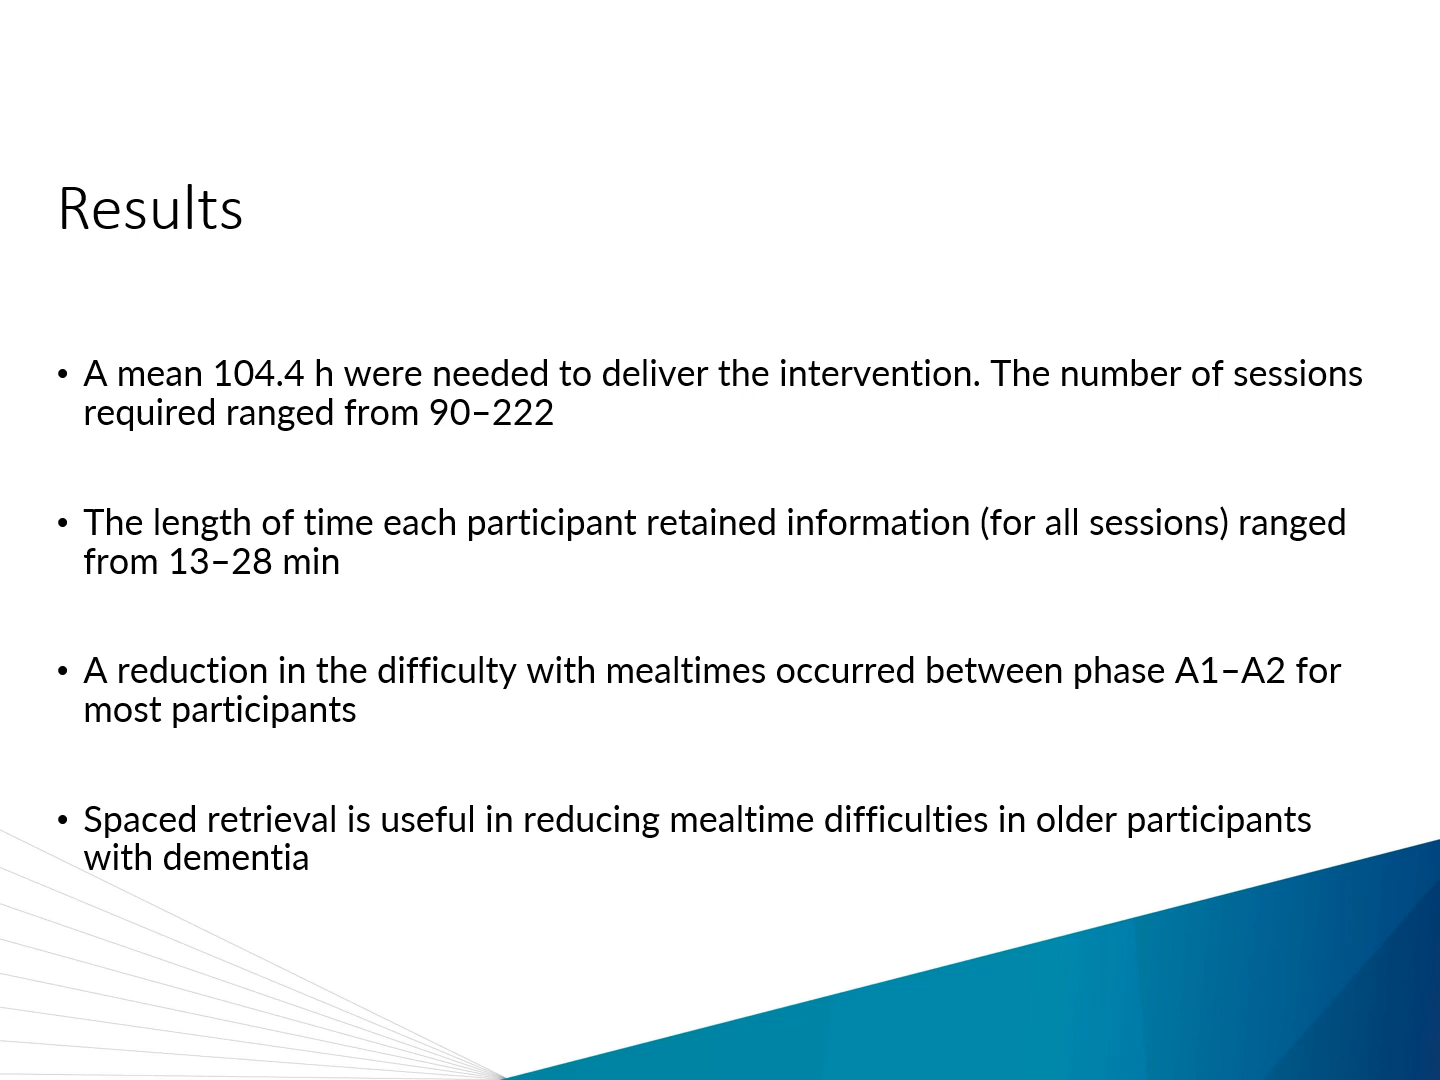 Results
• A mean 104.4 h were needed to deliver the intervention. The number of sessions
required ranged from 90–222
• The length of time each participant retained information (for all sessions) ranged
from 13–28 min
• A reduction in the difficulty with mealtimes occurred between phase A1–A2 for
most participants
• Spaced retrieval is useful in reducing mealtime difficulties in older participants
with dementia